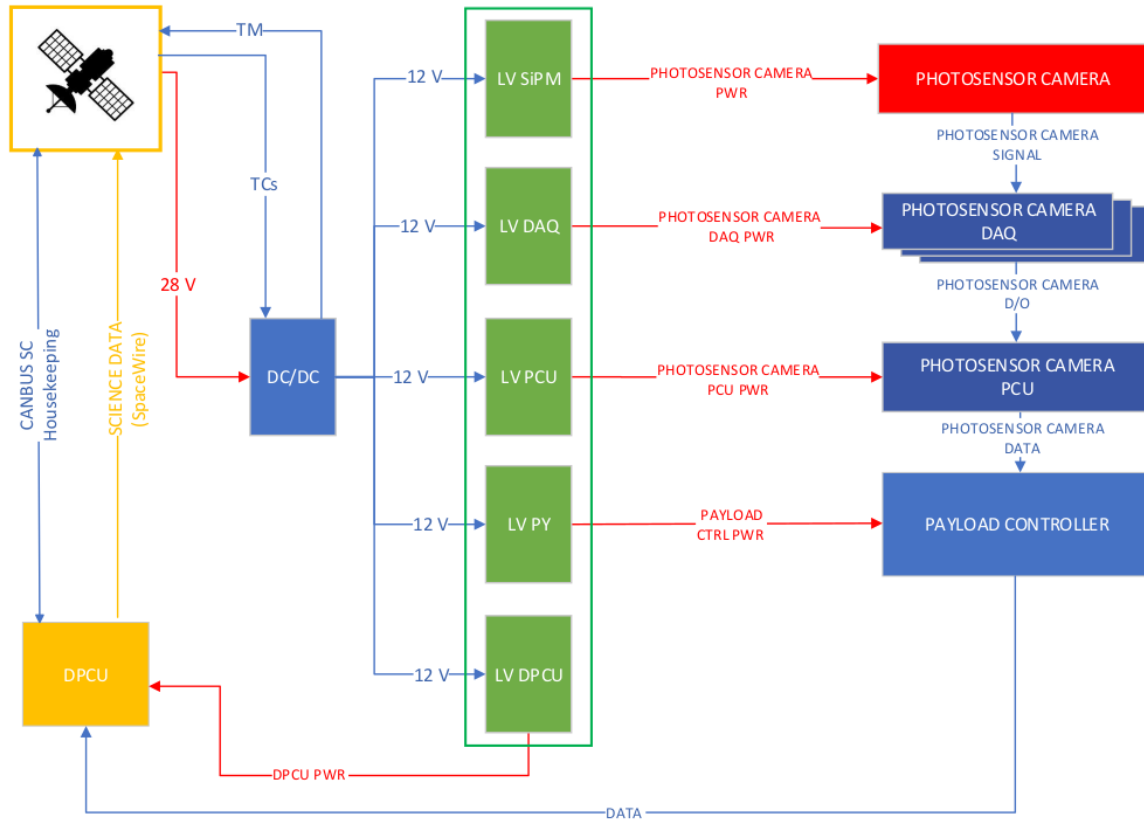 TM
TCs
28 V
CANBUS SC
Housekeeping
SCIENCE DATA
(SpaceWire)
DC/DC
DPCU
12 V
LV SiPM
PHOTOSENSOR CAMERA
PWR
PHOTOSENSOR CAMERA
PHOTOSENSOR CAMERA
SIGNAL
12 V
LV DAQ
PHOTOSENSOR CAMERA
DAQ PWR
PHOTOSENSOR CAMERA
DAQ
PHOTOSENSOR CAMERA
D/O
12 V
LV PCU
PHOTOSENSOR CAMERA
PCU PWR
PHOTOSENSOR CAMERA
PCU
PHOTOSENSOR CAMERA
DATA
12 V
LV PY
PAYLOAD
CTRL PWR
PAYLOAD CONTROLLER
12 V
LV DPCU
DPCU PWR
DATA